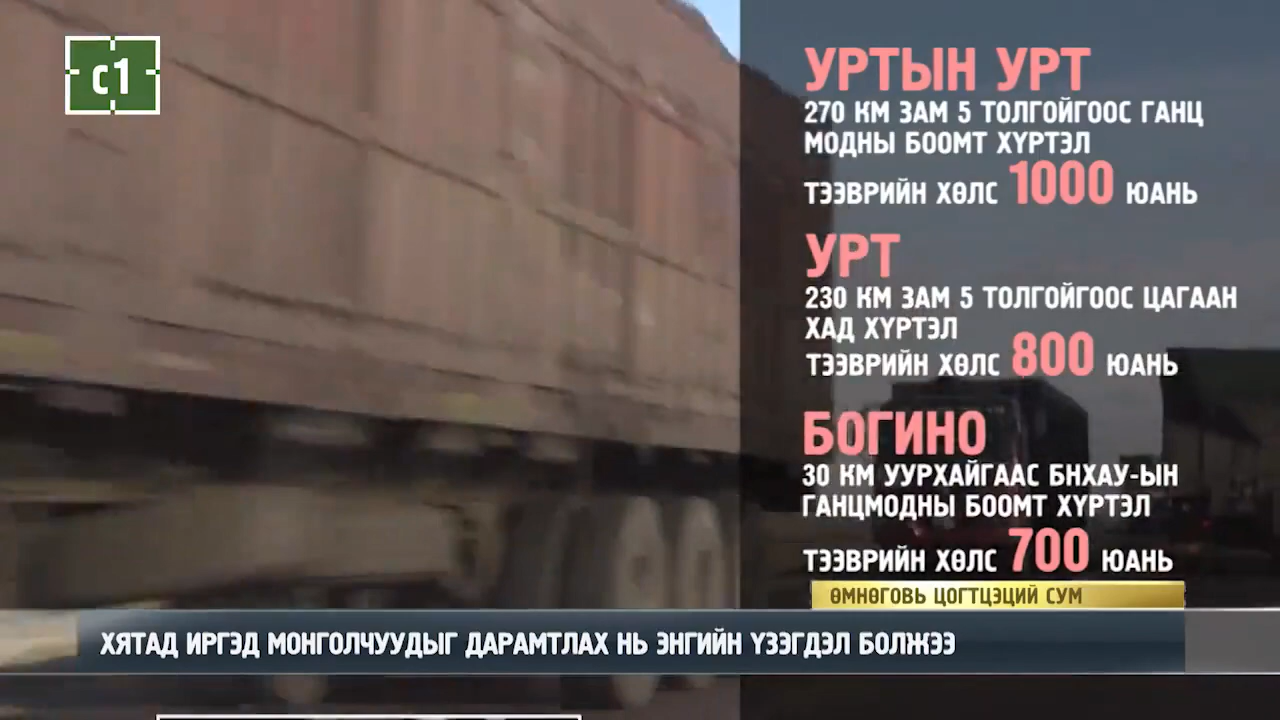 c1
УРТЫН УРТ
270 КМ ЗАМ 5 ТОЛГОЙГООС ГАНЦ
МОДНЫ БООМТ ХҮРТЭЛ
ТЭЭВРИЙН ХӨЛС 1000 ЮАНЬ
УРТ
230 КМ ЗАМ 5 ТОЛГОЙГООС ЦАГААН
ХАД ХҮРТЭЛ
ТЭЭВРИЙН ХӨЛС 800 ЮАНЬ
БОГИНО
30 КМ УУРХАЙГААС БНХАУ-ЫН
ГАНЦМОДНЫ БООМТ ХҮРТЭЛ
ТЭЭВРИЙН ХӨЛС 700 ЮАНЬ
ӨМНӨГОВЬ ЦОГТЦЭЦИЙ СУМ
ХЯТАД ИРГЭД МОНГОЛЧУУДЫГ ДАРАМТЛАХ НЬ ЭНГИЙН ҮЗЭГДЭЛ БОЛЖЭЭ